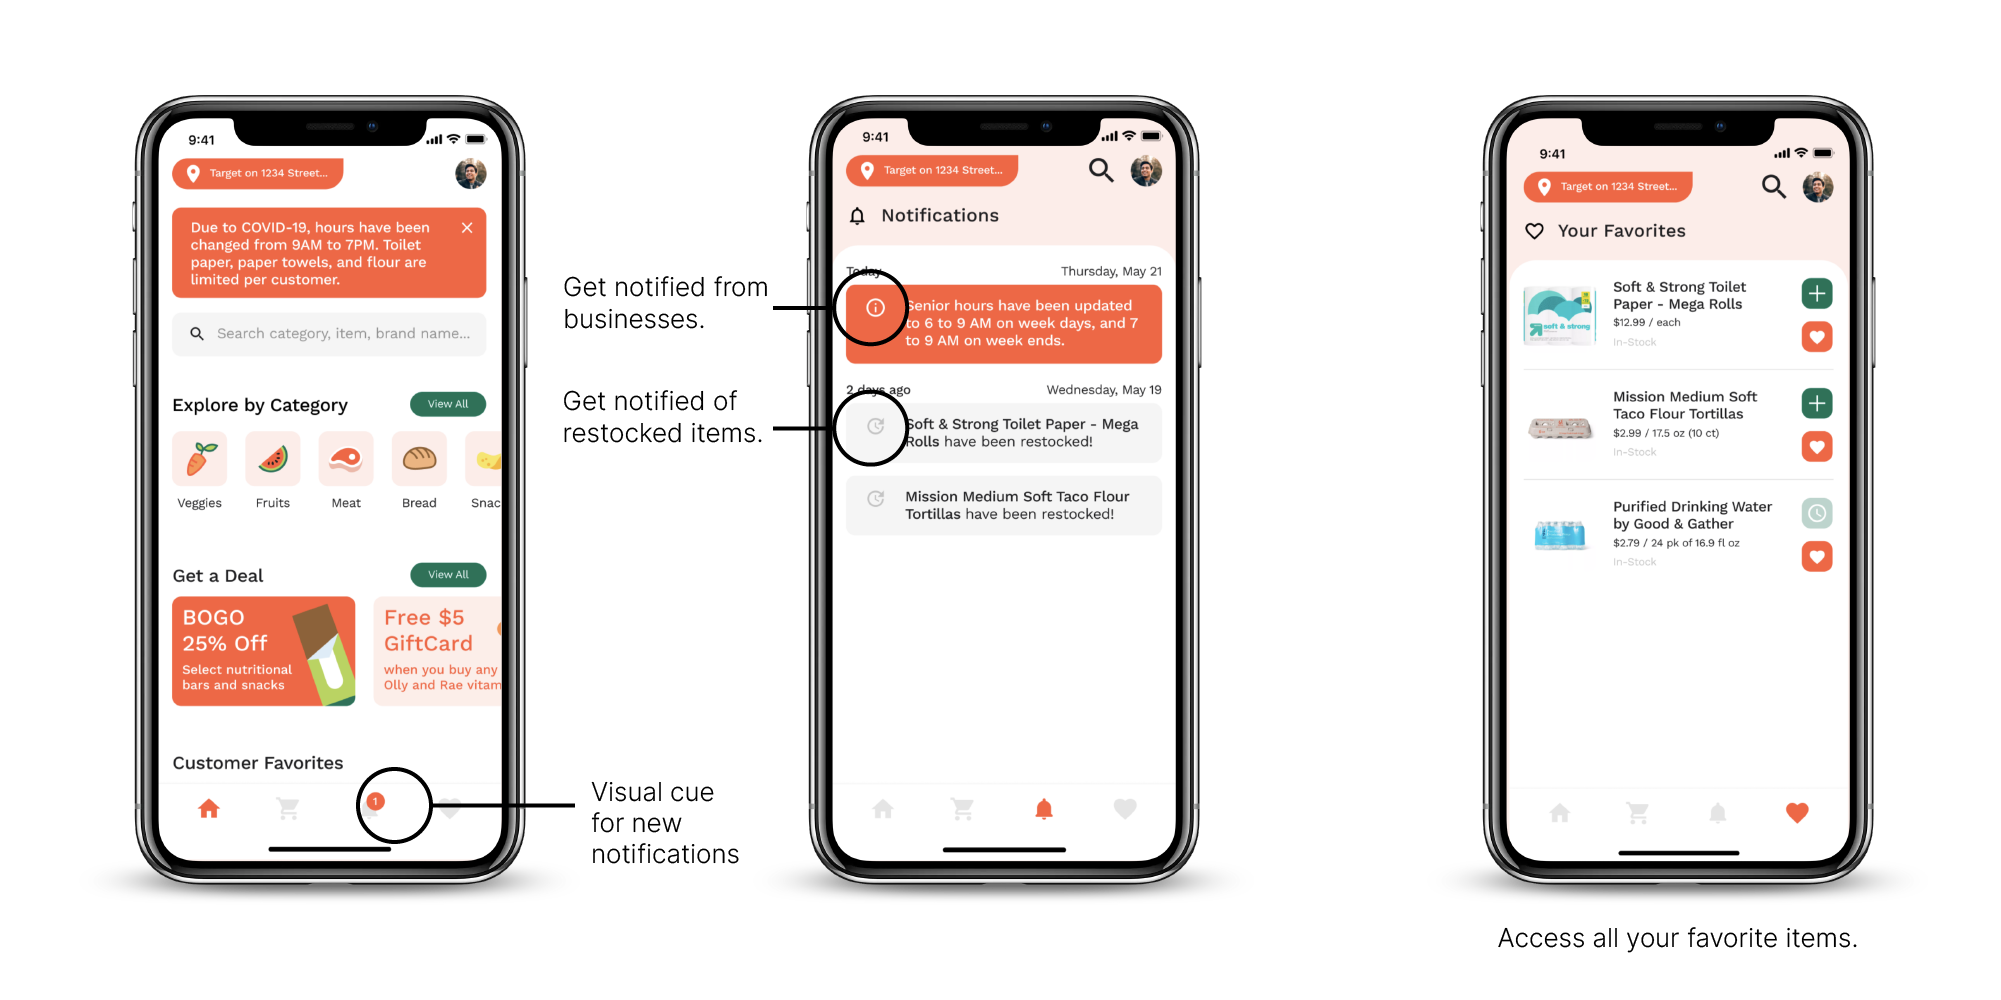 9:41
Target on 1234 Street...
Due to COVID-19, hours have been
changed from 9AM to 7PM. Toilet
paper, paper towels, and flour are
limited per customer.
Search category, item, brand name...
Explore by Category
View All
Veggies
Fruits
Meat
Bread
Snac
Get a Deal
View All
BOGO
25% Off
Select nutritional
bars and snacks
Free $5
GiftCard
when you buy any
Olly and Rae vitam
Customer Favorites
1
Get notified from
businesses.
Get notified of
restocked items.
Visual cue
for new
notifications
9:41
Target on 1234 Street...
Notifications
Today
Thursday, May 21
Senior hours have been updated
to 6 to 9 AM on week days, and 7
to 9 AM on week ends.
2 days ago
Wednesday, May 19
Soft & Strong Toilet Paper - Mega
Rolls have been restocked!
Mission Medium Soft Taco Flour
Tortillas have been restocked!
9:41
Target on 1234 Street...
Your Favorites
soft & strong
Soft & Strong Toilet
Paper - Mega Rolls
$12.99 / each
In-Stock
Mission Medium Soft
Taco Flour Tortillas
$2.99 / 17.5 oz (10 ct)
In-Stock
Purified Drinking Water
by Good & Gather
$2.79 / 24 pk of 16.9 fl oz
In-Stock
Access all your favorite items.